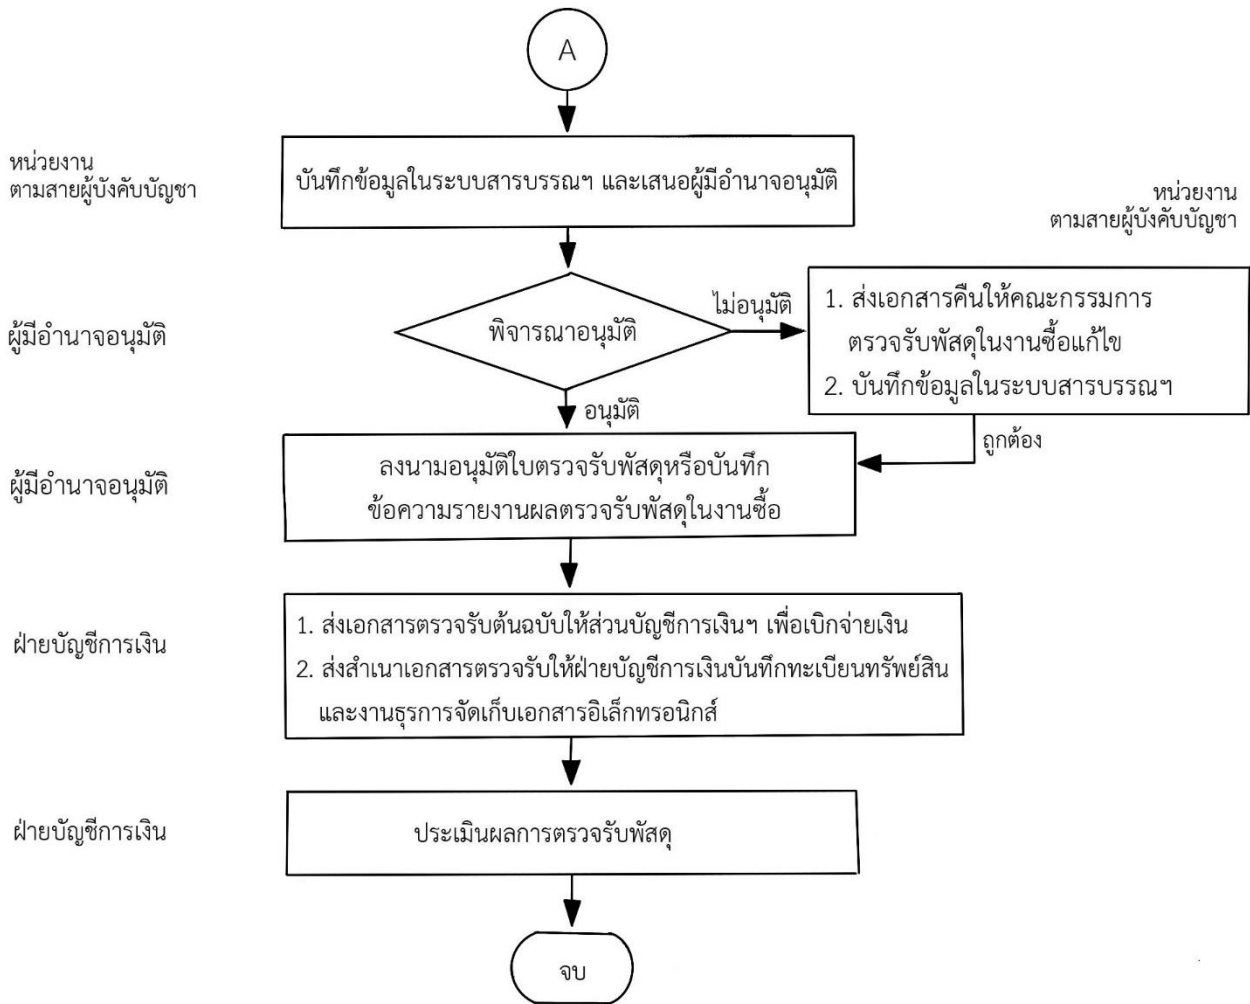 A
หน่วยงาน
ตามสายผู้บังคับบัญชา
บันทึกข้อมูลในระบบสารบรรณฯ และเสนอผู้มีอำนาจอนุมัติ
หน่วยงาน
ตามสายผู้บังคับบัญชา
ผู้มีอำนาจอนุมัติ
พิจารณาอนุมัติ
ไม่อนุมัติ
1. ส่งเอกสารคืนให้คณะกรรมการ
ตรวจรับพัสดุในงานซื้อแก้ไข
2. บันทึกข้อมูลในระบบสารบรรณฯ
อนุมัติ
ถูกต้อง
ผู้มีอำนาจอนุมัติ
ลงนามอนุมัติใบตรวจรับพัสดุหรือบันทึก
ข้อความรายงานผลตรวจรับพัสดุในงานซื้อ
ฝ่ายบัญชีการเงิน
1. ส่งเอกสารตรวจรับต้นฉบับให้ส่วนบัญชีการเงินฯ เพื่อเบิกจ่ายเงิน
2. ส่งสำเนาเอกสารตรวจรับให้ฝ่ายบัญชีการเงินบันทึกทะเบียนทรัพย์สิน
และงานธุรการจัดเก็บเอกสารอิเล็กทรอนิกส์
ฝ่ายบัญชีการเงิน
ประเมินผลการตรวจรับพัสดุ
จบ